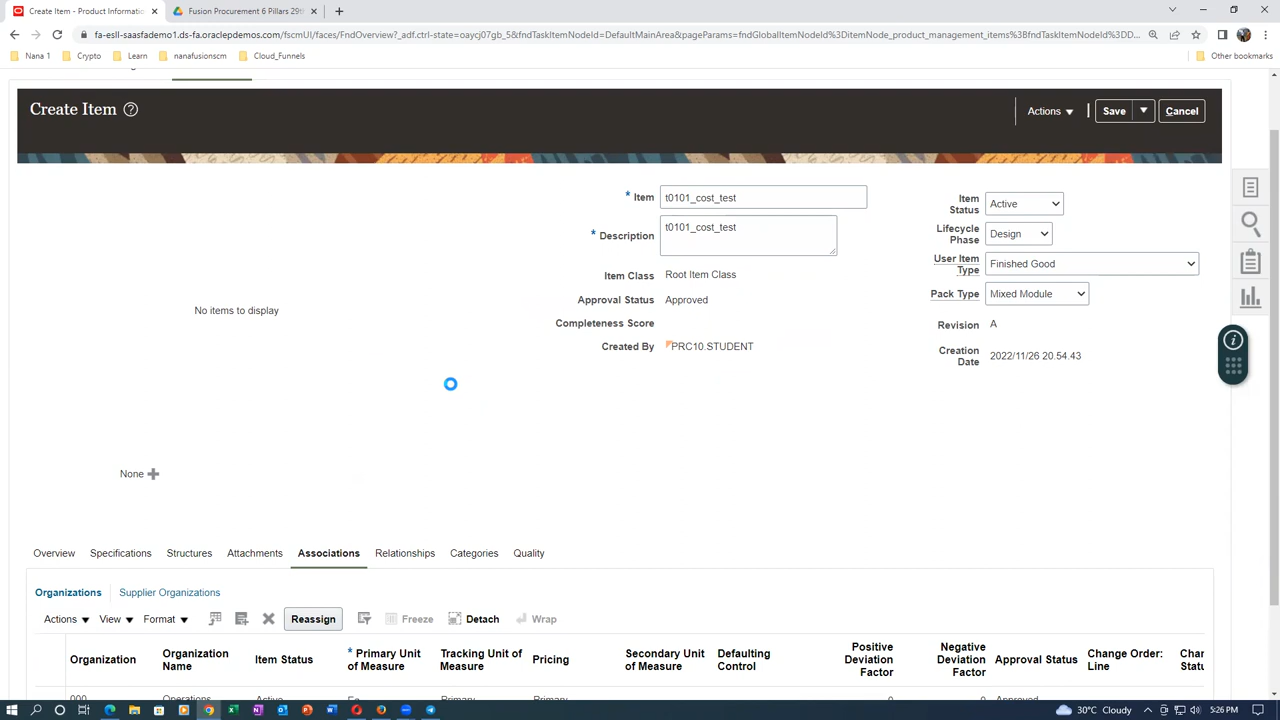 Create Item - Product Informatio
Fusion Procurement 6 Pillars 29th
fa-esll-saasfademo1.ds-fa.oraclepdemos.com/fscmUI/faces/FndOverview?_adf.ctrl-state=oaycj07gb_5&fndTaskItemNodeId=DefaultMainArea&pageParams=fndGlobalItemNodeId%3DitemNode_product_management_items%3BfndTaskItemNodeId%3DD...
Nana 1
Crypto
Learn
nanafusionscm
Cloud_Funnels
Other bookmarks
Create Item
Actions
Save
Cancel
* Item t0101_cost_test
* Description t0101_cost_test
Item Class Root Item Class
Approval Status Approved
Completeness Score
Created By PRC10.STUDENT
Item Status Active
Lifecycle Phase Design
User Item Type Finished Good
Pack Type Mixed Module
Revision A
Creation Date 2022/11/26 20.54.43
No items to display
None
Overview Specifications Structures Attachments Associations Relationships Categories Quality
Organizations Supplier Organizations
Actions View Format Reassign Freeze Detach Wrap
Organization
Organization Name
Item Status
* Primary Unit of Measure
Tracking Unit of Measure
Pricing
Secondary Unit of Measure
Defaulting Control
Positive Deviation Factor
Negative Deviation Factor
Approval Status
Change Order: Line
Chan
Statu
000 Operations Active Ea Primary Primary 0 0 Approved
30°C Cloudy
5:26 PM